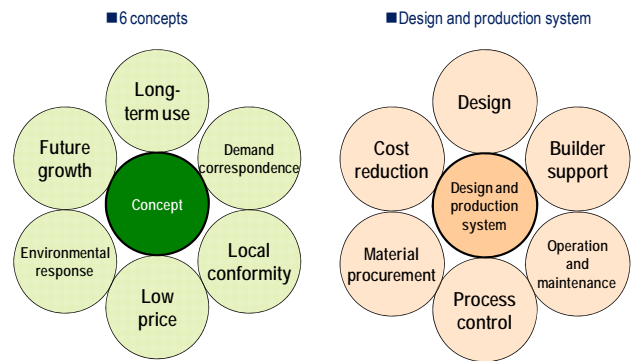 ■6 concepts
■Design and production system
Long-
term use
Future
growth
Demand
correspondence
Concept
Environmental
response
Local
conformity
Low
price
Design
Cost
reduction
Builder
support
Design and
production
system
Material
procurement
Operation
and
maintenance
Process
control